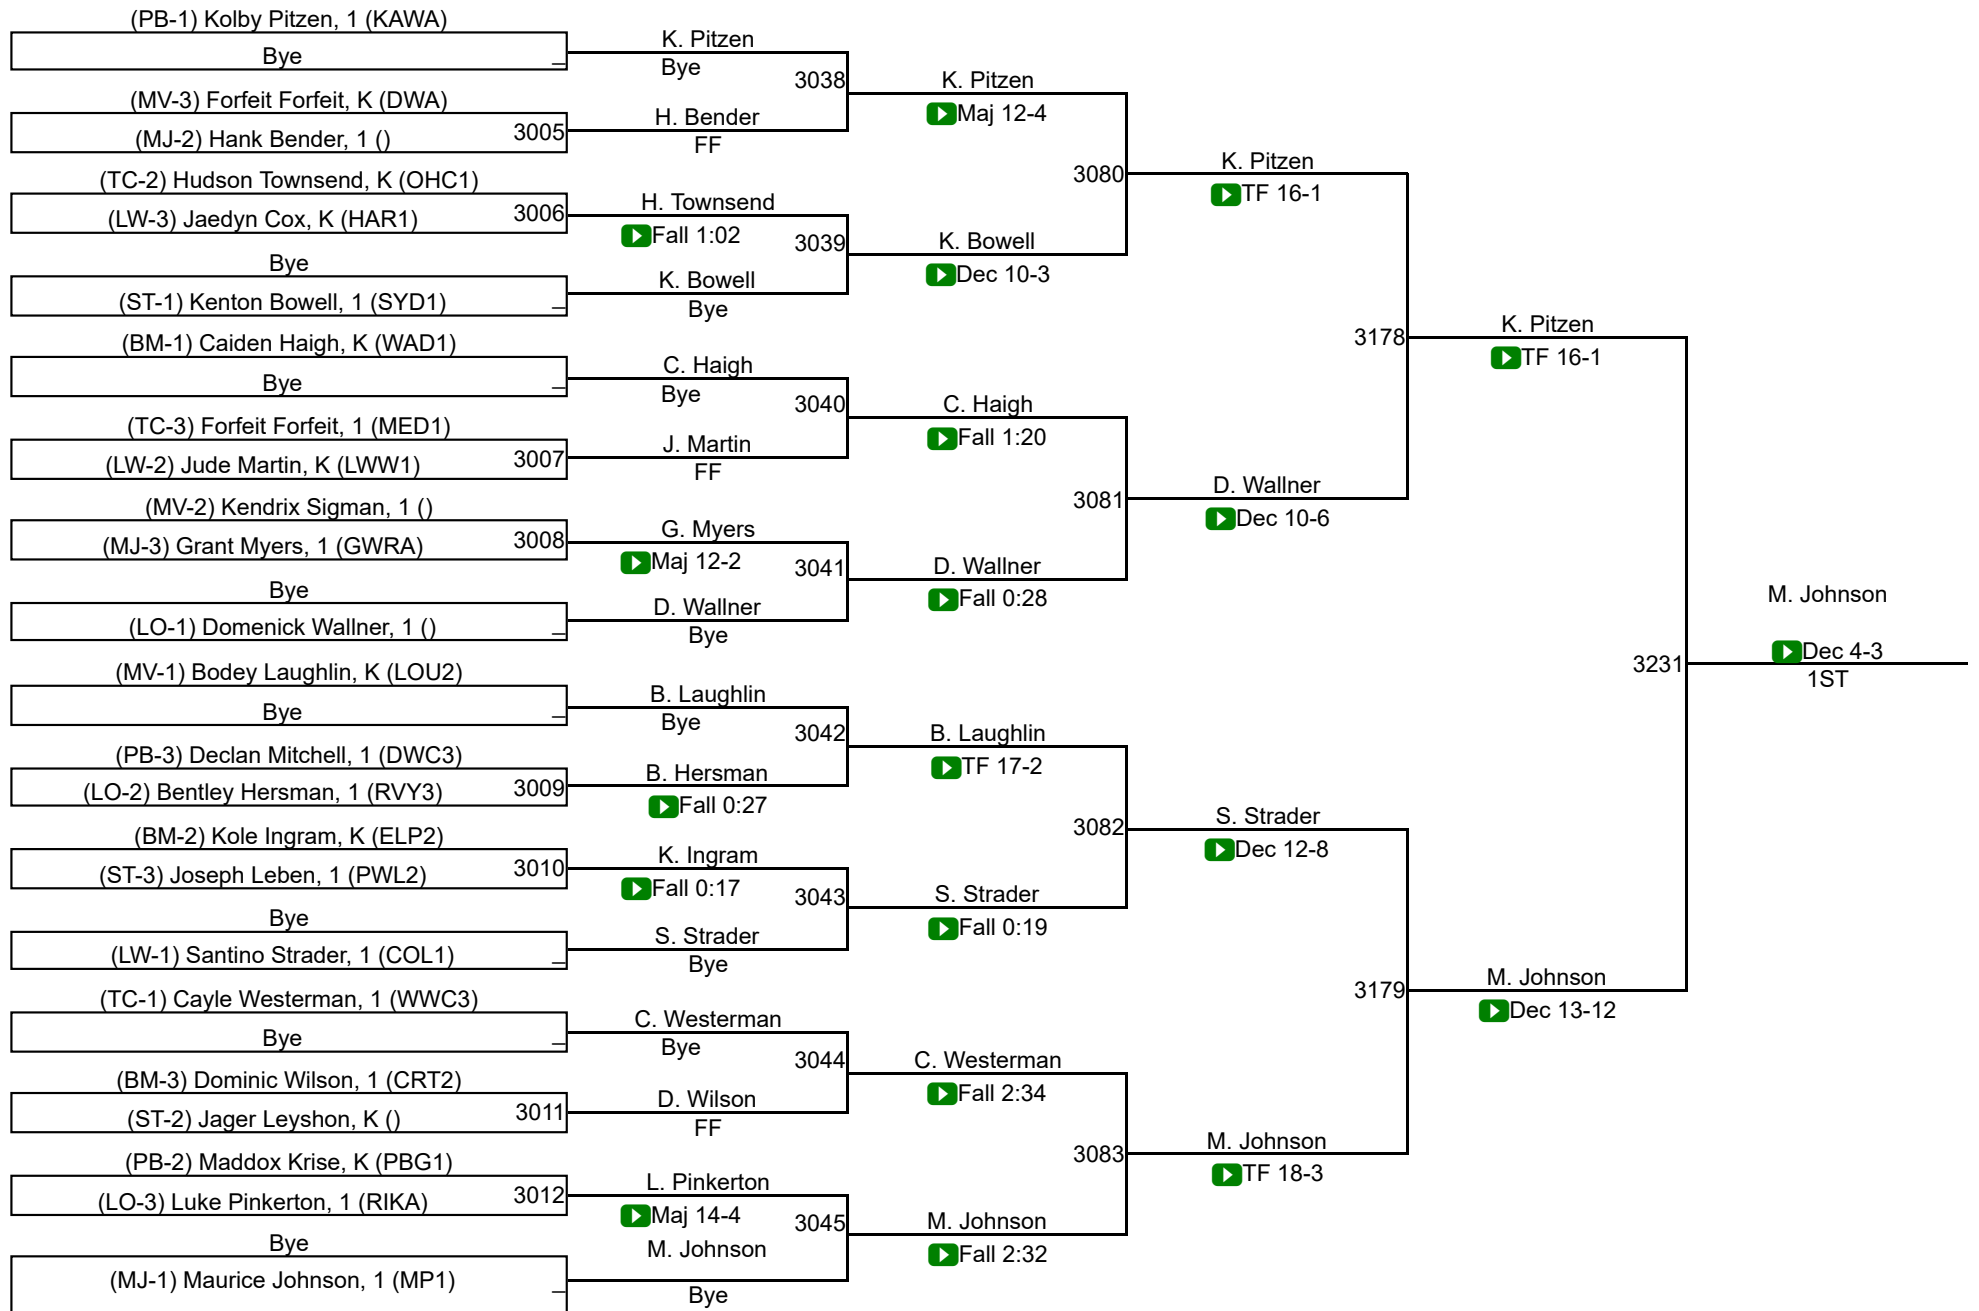 (PB-1) Kolby Pitzen, 1 (KAWA)
Bye
(MV-3) Forfeit Forfeit, K (DWA)
(MJ-2) Hank Bender, 1 ()
3005
(TC-2) Hudson Townsend, K (OHC1)
(LW-3) Jaedyn Cox, K (HAR1)
3006
Bye
(ST-1) Kenton Bowell, 1 (SYD1)
(BM-1) Caiden Haigh, K (WAD1)
Bye
(TC-3) Forfeit Forfeit, 1 (MED1)
(LW-2) Jude Martin, K (LWW1)
3007
(MV-2) Kendrix Sigman, 1 ()
(MJ-3) Grant Myers, 1 (GWRA)
3008
Bye
(LO-1) Domenick Wallner, 1 ()
(MV-1) Bodey Laughlin, K (LOU2)
Bye
(PB-3) Declan Mitchell, 1 (DWC3)
(LO-2) Bentley Hersman, 1 (RVY3)
3009
(BM-2) Kole Ingram, K (ELP2)
(ST-3) Joseph Leben, 1 (PWL2)
3010
Bye
(LW-1) Santino Strader, 1 (COL1)
(TC-1) Cayle Westerman, 1 (WWC3)
Bye
(BM-3) Dominic Wilson, 1 (CRT2)
(ST-2) Jager Leyshon, K ()
3011
(PB-2) Maddox Krise, K (PBG1)
(LO-3) Luke Pinkerton, 1 (RIKA)
3012
Bye
(MJ-1) Maurice Johnson, 1 (MP1)
K. Pitzen
Bye
3038
H. Bender
FF
H. Townsend
Fall 1:02
3039
K. Bowell
Bye
C. Haigh
Bye
3040
J. Martin
FF
G. Myers
Maj 12-2
3041
D. Wallner
Bye
B. Laughlin
Bye
3042
B. Hersman
Fall 0:27
K. Ingram
Fall 0:17
3043
S. Strader
Bye
C. Westerman
Bye
3044
D. Wilson
FF
L. Pinkerton
Maj 14-4
3045
M. Johnson
Bye
K. Pitzen
Maj 12-4
3080
K. Bowell
Dec 10-3
C. Haigh
Fall 1:20
3081
D. Wallner
Fall 0:28
B. Laughlin
TF 17-2
3082
S. Strader
Fall 0:19
C. Westerman
Fall 2:34
3083
M. Johnson
Fall 2:32
K. Pitzen
TF 16-1
3178
D. Wallner
Dec 10-6
S. Strader
Dec 12-8
3179
M. Johnson
TF 18-3
K. Pitzen
TF 16-1
3231
M. Johnson
Dec 13-12
M. Johnson
Dec 4-3
1ST